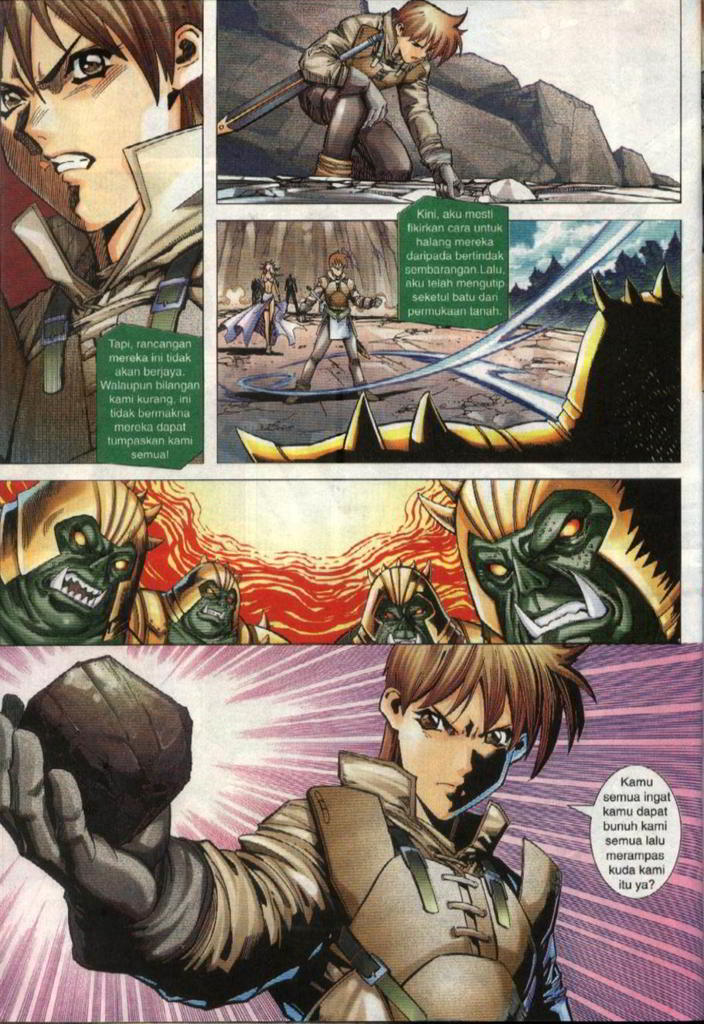 Tapi, rancangan
mereka ini tidak
akan berjaya.
Walaupun bilangan
kami kurang, ini
tidak bermakna
mereka dapat
tumpaskan kami
semua!
Kini, aku mesti
fikirkan cara untuk
halang mereka
daripada bertindak
sembarangan.Lalu,
aku telah mengutip
seketul batu dari
permukaan tanah.
Kamu
semua ingat
kamu dapat
bunuh kami
semua lalu
merampas
kuda kami
itu ya?